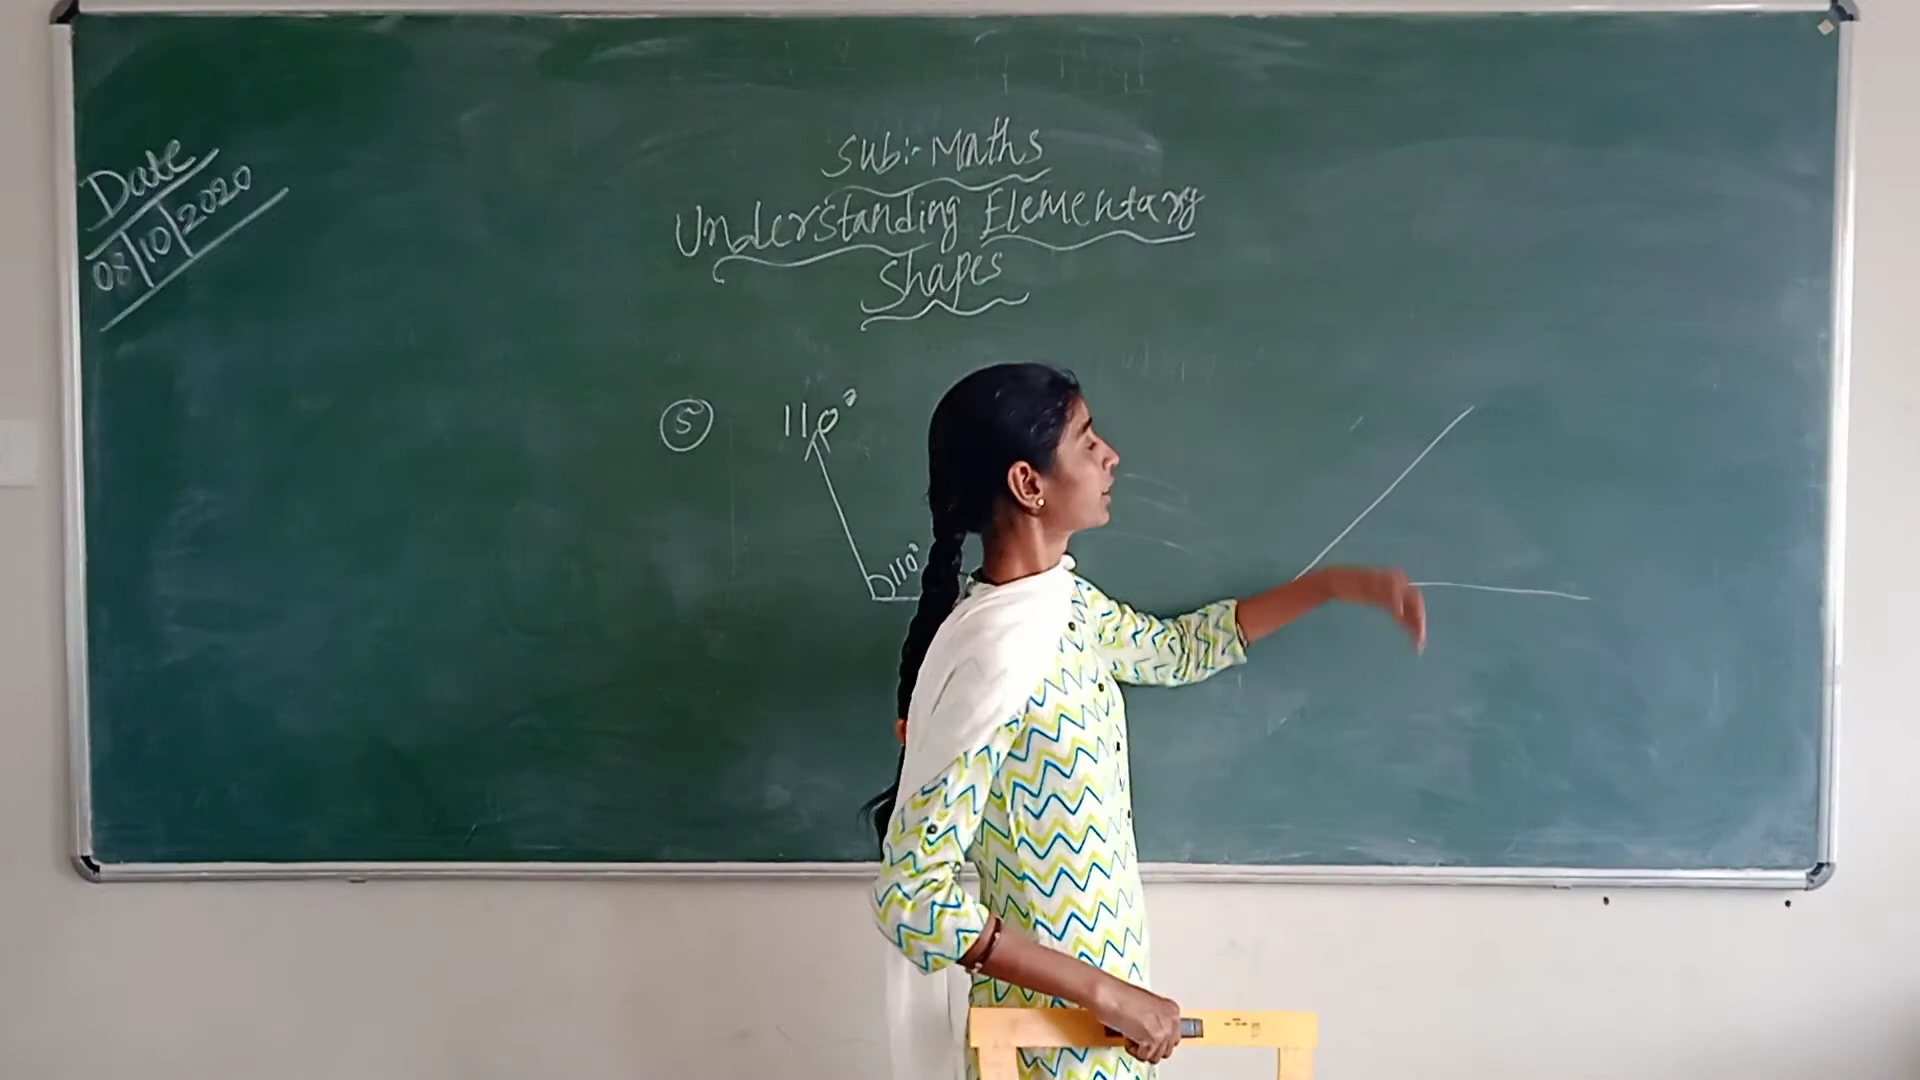 Date
08/10/2020
Sub:- Maths
Understanding Elementary
Shapes
5
110°
110°